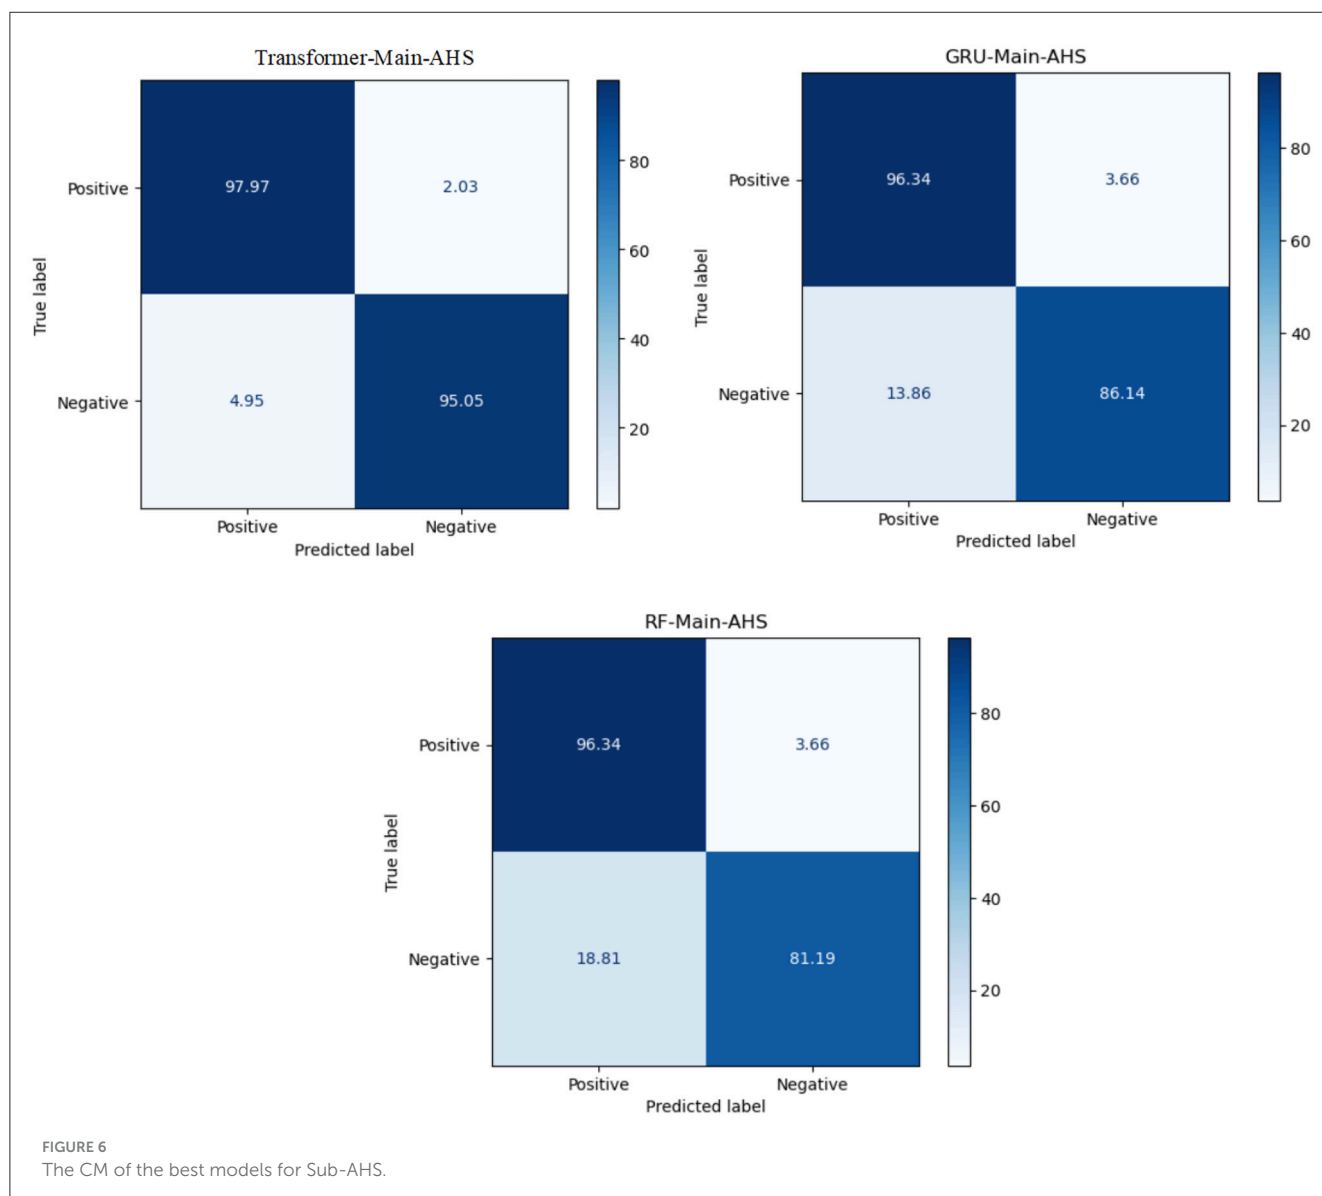 Transformer-Main-AHS
Positive
97.97
2.03
Negative
4.95
95.05
True label
Positive
Negative
Predicted label
80
60
40
20
GRU-Main-AHS
Positive
96.34
3.66
Negative
13.86
86.14
True label
Positive
Negative
Predicted label
80
60
40
20
RF-Main-AHS
Positive
96.34
3.66
Negative
18.81
81.19
True label
Positive
Negative
Predicted label
80
60
40
20
FIGURE 6
The CM of the best models for Sub-AHS.